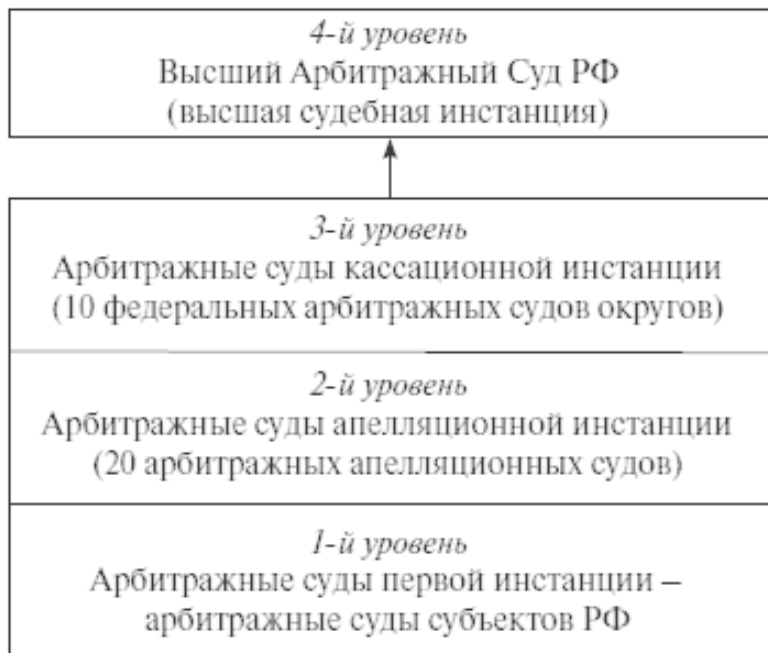 4-й уровень
Высший Арбитражный Суд РФ
(высшая судебная инстанция)
3-й уровень
Арбитражные суды кассационной инстанции
(10 федеральных арбитражных судов округов)
2-й уровень
Арбитражные суды апелляционной инстанции
(20 арбитражных апелляционных судов)
1-й уровень
Арбитражные суды первой инстанции –
арбитражные суды субъектов РФ